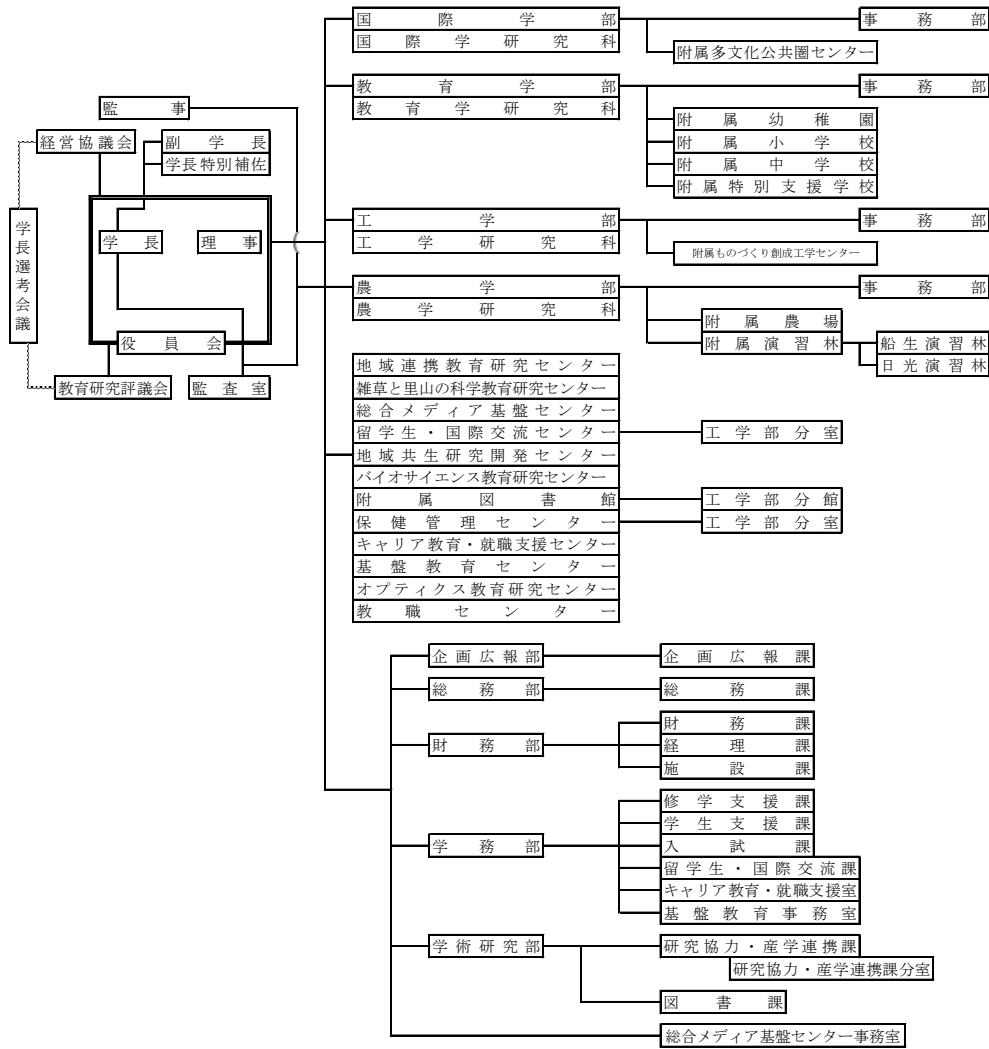 国際学部
事務部
国際学研究科
附属多文化公共圏センター
教育学部
事務部
教育学研究科
附属幼稚園
附属小学校
附属中学校
附属特別支援学校
監事
経営協議会
副学長
学長特別補佐
学長選考会議
学長
理事
役員会
教育研究評議会
監査室
工学部
事務部
工学研究科
附属ものづくり創成工学センター
農学部
事務部
農学研究科
附属農場
附属演習林
船生演習林
日光演習林
地域連携教育研究センター
雑草と里山の科学教育研究センター
総合メディア基盤センター
留学生・国際交流センター
工学部分室
地域共生研究開発センター
バイオサイエンス教育研究センター
附属図書館
工学部分館
保健管理センター
工学部分室
キャリア教育・就職支援センター
基盤教育センター
オプティクス教育研究センター
教職センター
企画広報部
企画広報課
総務部
総務課
財務部
財務課
経理課
施設課
学務部
修学支援課
学生支援課
入試課
留学生・国際交流課
キャリア教育・就職支援室
基盤教育事務室
学術研究部
研究協力・産学連携課
研究協力・産学連携課分室
図書課
総合メディア基盤センター事務室